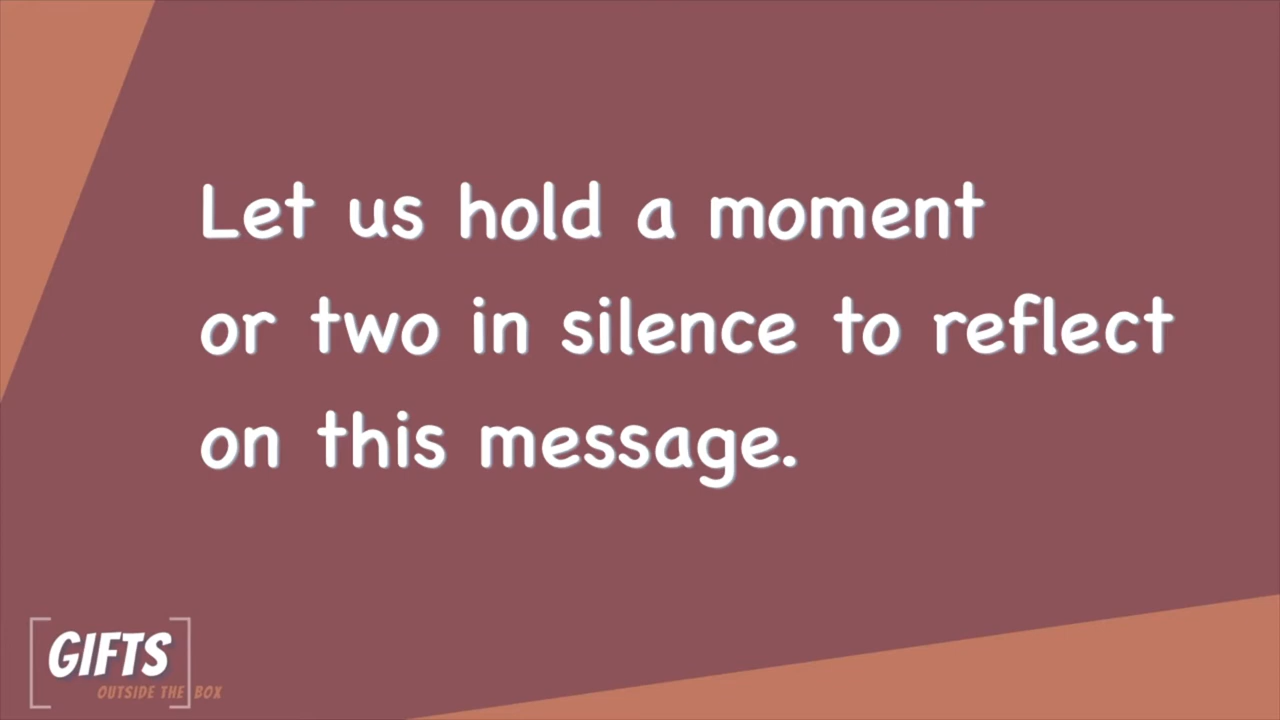 Let us hold a moment
or two in silence to reflect
on this message.
GIFTS
OUTSIDE THE BOX